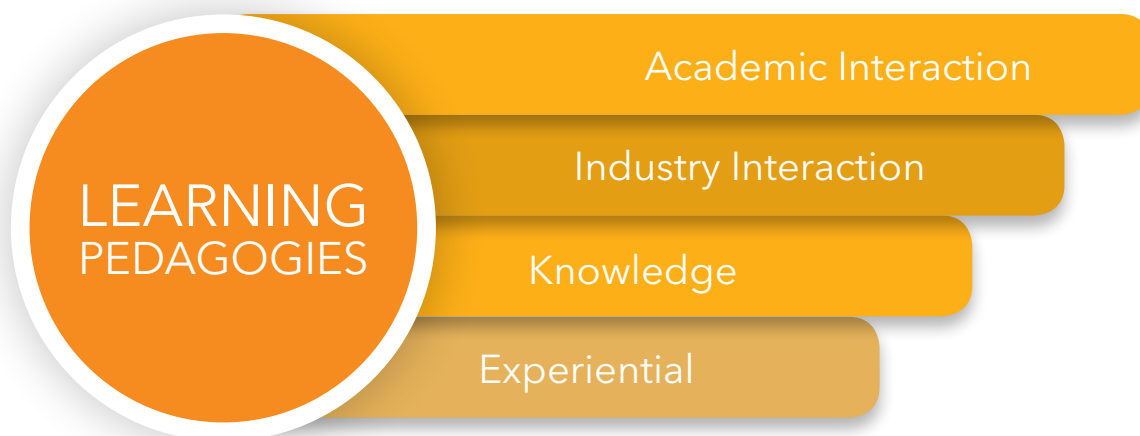 LEARNING
PEDAGOGIES
Academic Interaction
Industry Interaction
Knowledge
Experiential